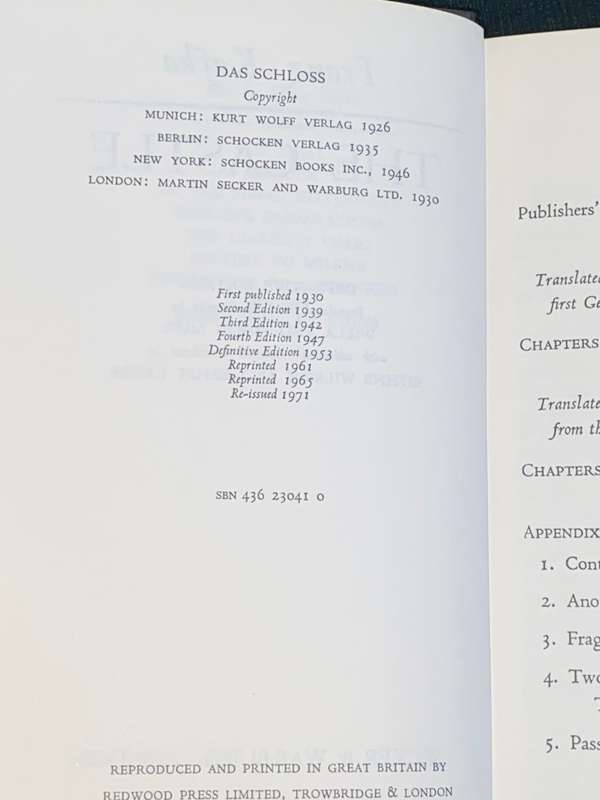 DAS SCHLOSS
Copyright
MUNICH: KURT WOLFF VERLAG 1926
BERLIN: SCHOCKEN VERLAG 1935
NEW YORK: SCHOCKEN BOOKS INC., 1946
LONDON: MARTIN SECKER AND WARBURG LTD. 1930
First published 1930
Second Edition 1939
Third Edition 1942
Fourth Edition 1947
Definitive Edition 1953
Reprinted 1961
Reprinted 1965
Re-issued 1971
SBN 436 23041 0
REPRODUCED AND PRINTED IN GREAT BRITAIN BY
REDWOOD PRESS LIMITED, TROWBRIDGE & LONDON
Publishers'
Translated
first Ge
CHAPTERS
Translate
from th
CHAPTERS
APPENDIX
1. Cont
2. Ano
3. Frag
4. Two
T
5. Pass